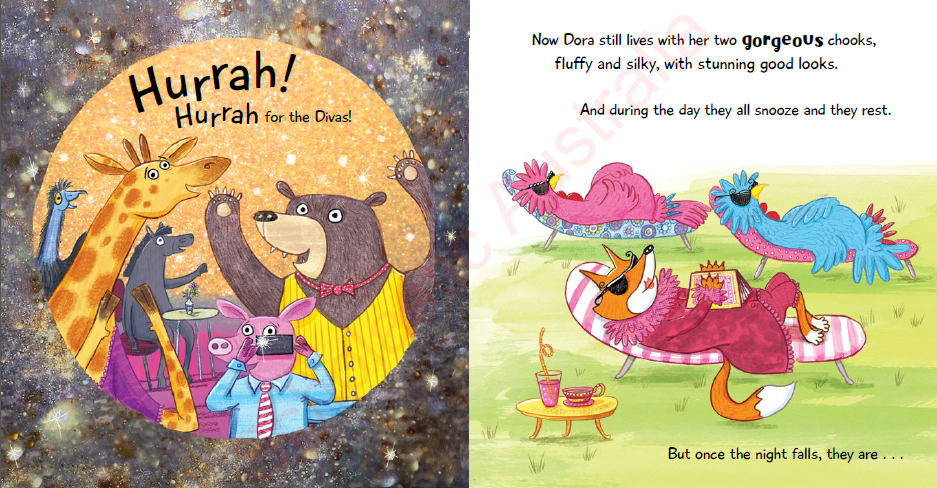 Hurrah!
Hurrah for the Divas!
Now Dora still lives with her two gorgeous chooks,
fluffy and silky, with stunning good looks.
And during the day they all snooze and they rest.
But once the night falls, they are . . .
c Australia